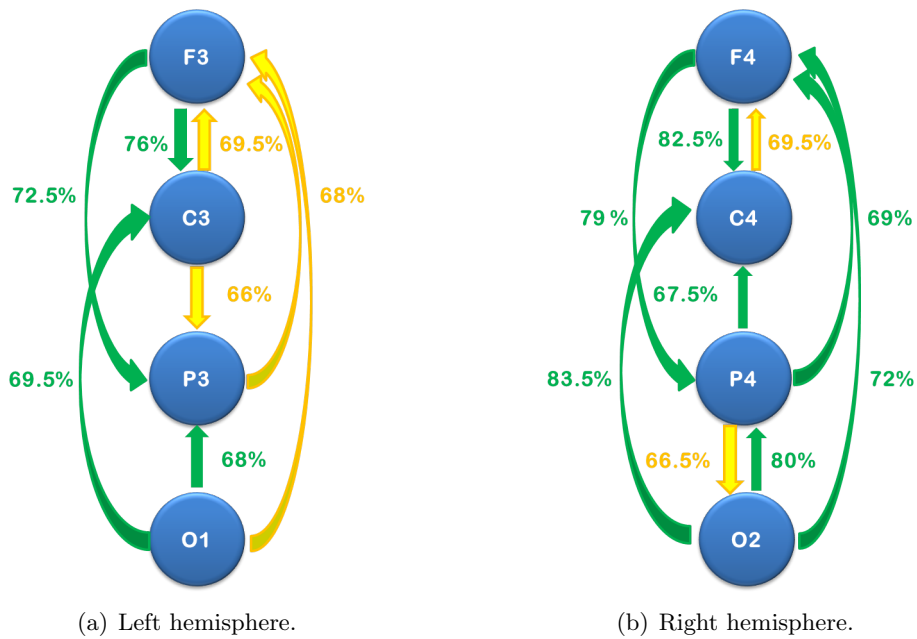 F3
76%
69.5%
72.5%
68%
C3
66%
69.5%
P3
68%
O1
(a) Left hemisphere.
F4
82.5%
69.5%
79 %
69%
C4
67.5%
83.5%
P4
72%
66.5%
80%
O2
(b) Right hemisphere.